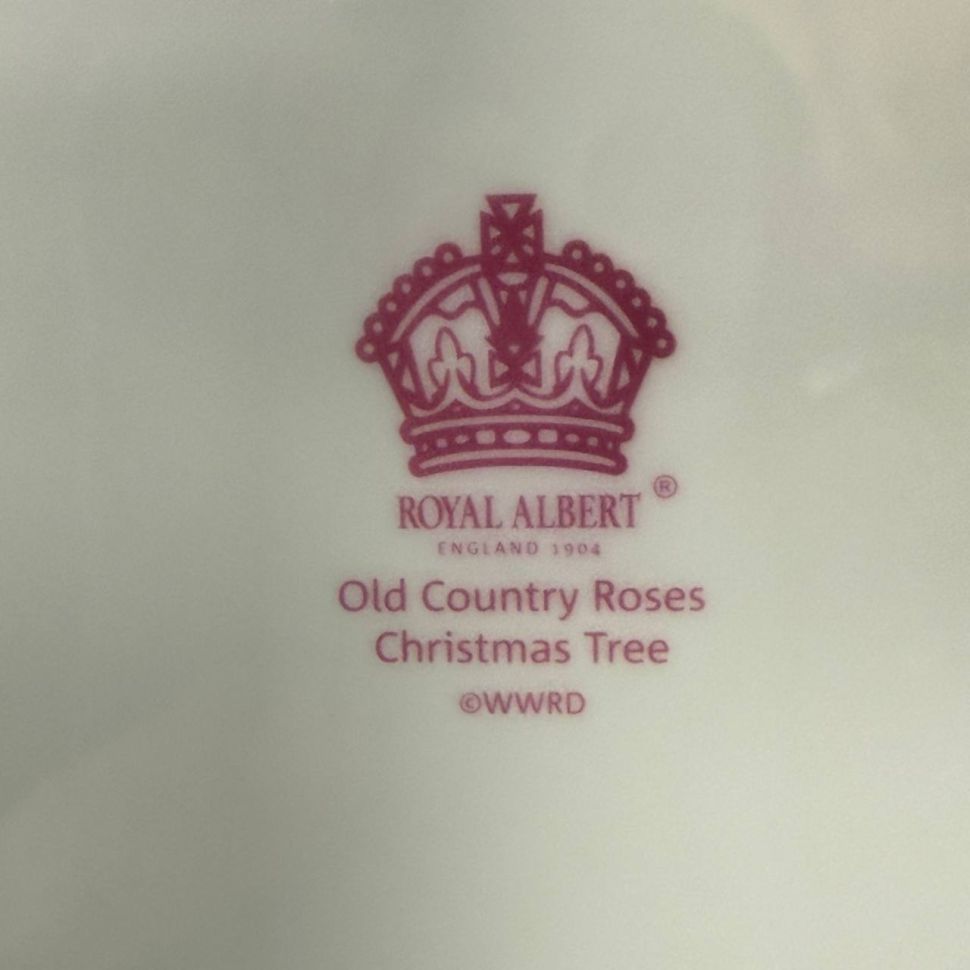 ROYAL ALBERT ®
ENGLAND 1904
Old Country Roses
Christmas Tree
©WWRD